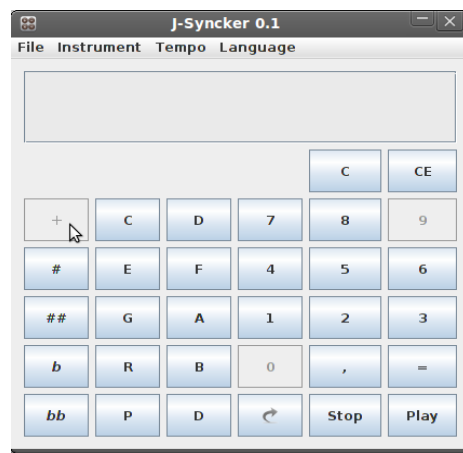 J-Syncker 0.1
File Instrument Tempo Language
C CE
+ C D 7 8 9
# E F 4 5 6
## G A 1 2 3
b R B 0 , =
bb P D Stop Play